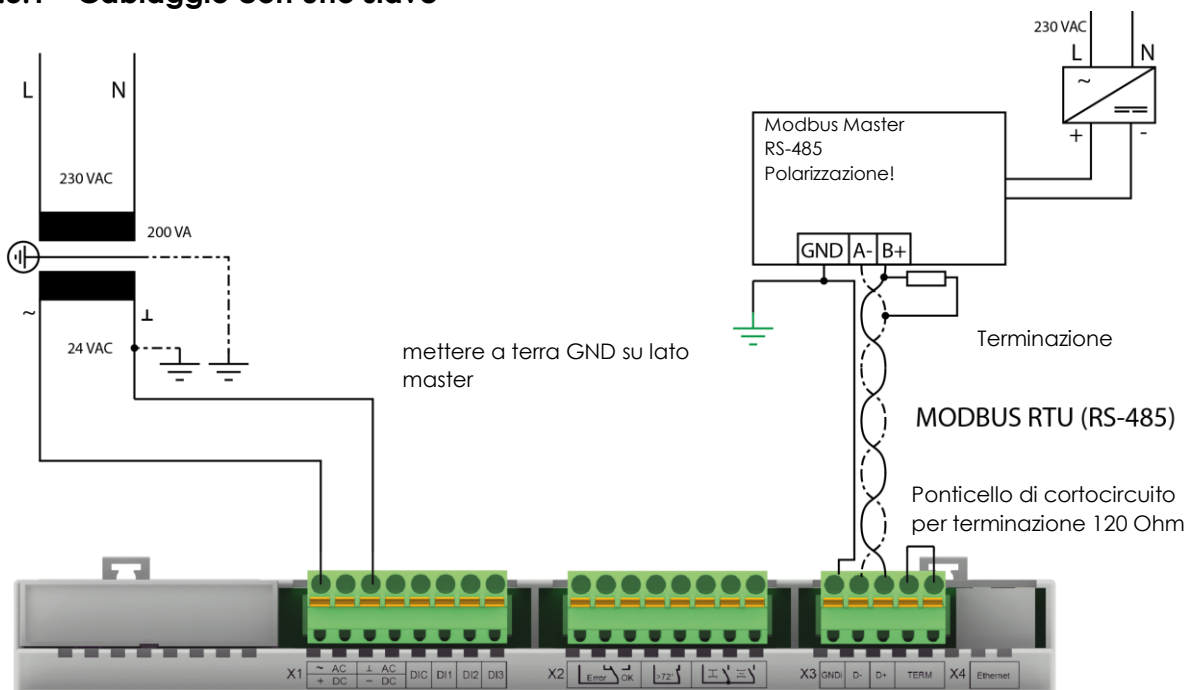 Cablaggio con uno slave
230 VAC
L N
L N
~
+ -
Modbus Master
RS-485
Polarizzazione!
GND A- B+
230 VAC
200 VA
~ ⊥
24 VAC
mettere a terra GND su lato
master
Terminazione
MODBUS RTU (RS-485)
Ponticello di cortocircuito
per terminazione 120 Ohm
X1 ~ AC ⊥ AC DIC DI1 DI2 DI3
+ DC - DC
X2 Error OK >72°
X3 GNDi D- D+ TERM X4 Ethernet